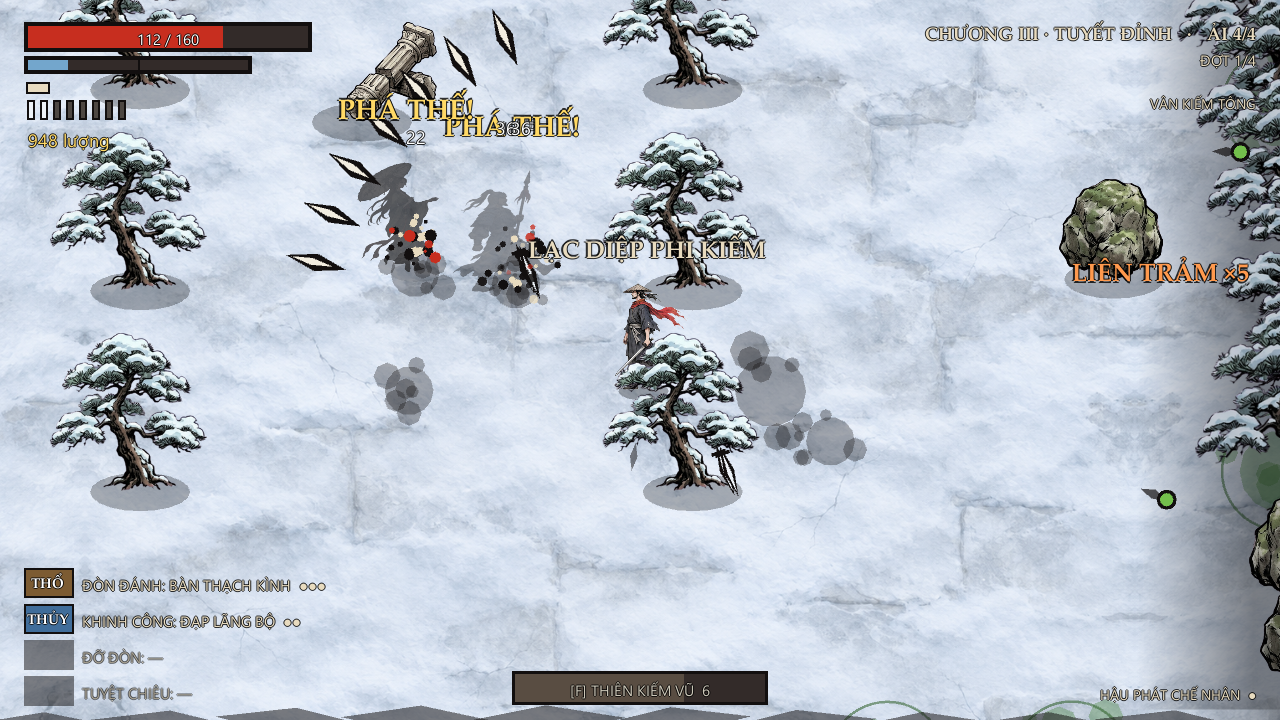 112 / 160
948 lượng
CHƯƠNG III · TUYẾT ĐỈNH · ẢI 4/4
ĐỢT 1/4
VÂN KIẾM TÔNG
PHÁ THẾ!
PHÁ THẾ!
22
LẠC DIỆP PHI KIẾM
LIÊN TRẢM ×5
THỔ ĐÒN ĐÁNH: BÀN THẠCH KÌNH
THỦY KHINH CÔNG: ĐẠP LÃNG BỘ
ĐỠ ĐÒN: —
TUYỆT CHIÊU: —
[F] THIÊN KIẾM VŨ 6
HẬU PHÁT CHẾ NHÂN